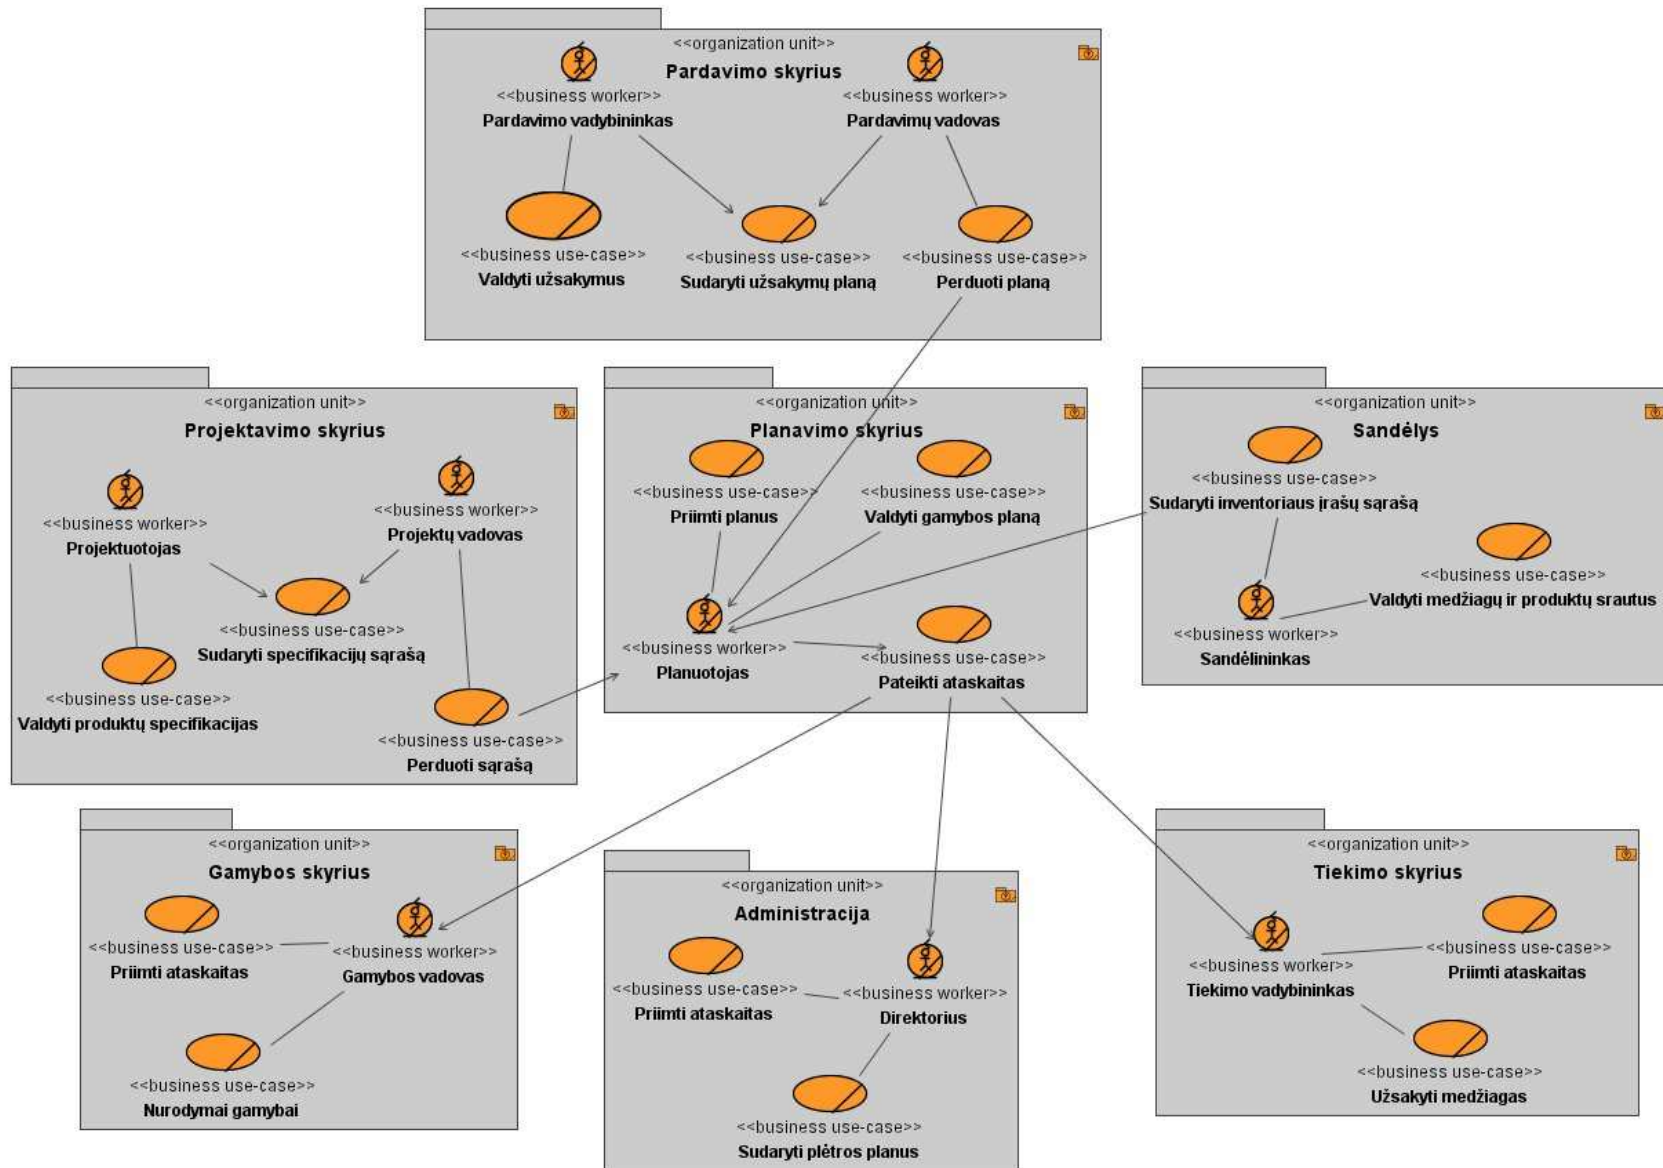 <<organization unit>>
Pardavimo skyrius
<<business worker>>
Pardavimo vadybininkas
<<business worker>>
Pardavimų vadovas
<<business use-case>>
Valdyti užsakymus
<<business use-case>>
Sudaryti užsakymų planą
<<business use-case>>
Perduoti planą
<<organization unit>>
Projektavimo skyrius
<<business worker>>
Projektuotojas
<<business worker>>
Projektų vadovas
<<business use-case>>
Sudaryti specifikacijų sąrašą
<<business use-case>>
Valdyti produktų specifikacijas
<<business use-case>>
Perduoti sąrašą
<<organization unit>>
Planavimo skyrius
<<business use-case>>
Priimti planus
<<business use-case>>
Valdyti gamybos planą
<<business worker>>
Planuotojas
<<business use-case>>
Pateikti ataskaitas
<<organization unit>>
Sandėlys
<<business use-case>>
Sudaryti inventoriaus įrašų sąrašą
<<business use-case>>
Valdyti medžiagų ir produktų srautus
<<business worker>>
Sandėlininkas
<<organization unit>>
Gamybos skyrius
<<business use-case>>
Priimti ataskaitas
<<business worker>>
Gamybos vadovas
<<business use-case>>
Nurodymai gamybai
<<organization unit>>
Administracija
<<business use-case>>
Priimti ataskaitas
<<business worker>>
Direktorius
<<business use-case>>
Sudaryti plėtros planus
<<organization unit>>
Tiekimo skyrius
<<business worker>>
Tiekimo vadybininkas
<<business use-case>>
Priimti ataskaitas
<<business use-case>>
Užsakyti medžiagas